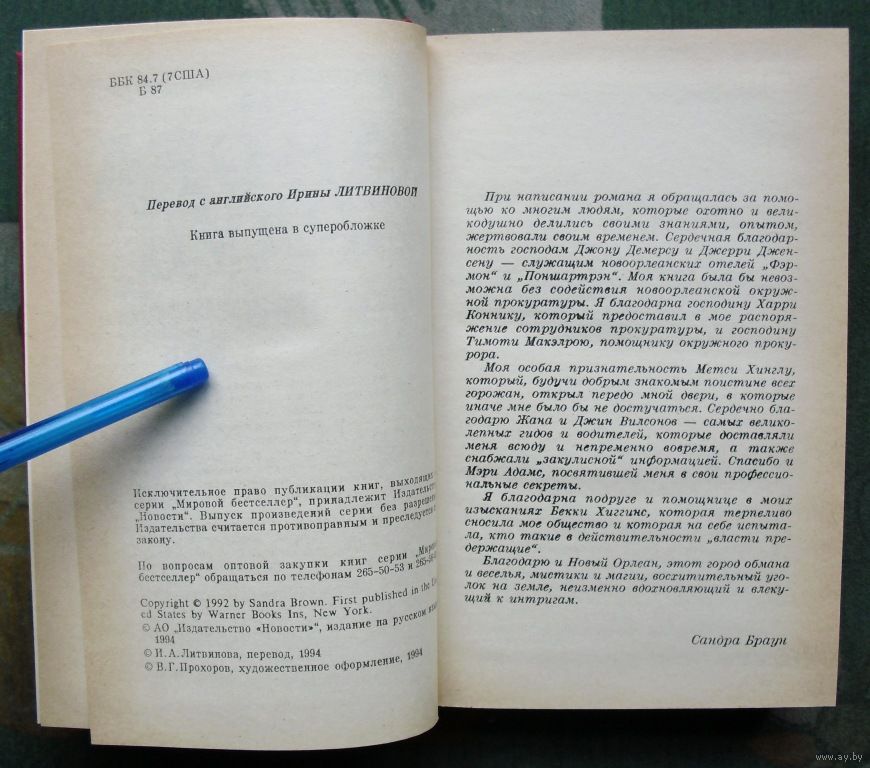 ББК 84.7 (7США)
Б 87
Перевод с английского Ирины ЛИТВИНОВОЙ
Книга выпущена в суперобложке
Исключительное право публикации книг, выходящих
серии „Мировой бестселлер“, принадлежит Издательств
„Новости“. Выпуск произведений серии без разреше
Издательства считается противоправным и преследуется
закону.
По вопросам оптовой закупки книг серии „Миро
бестселлер“ обращаться по телефонам 265-50-53 и 265-
Copyright © 1992 by Sandra Brown. First published in the
ed States by Warner Books Ins, New York.
© АО „Издательство «Новости»“, издание на русском
1994
© И.А.Литвинова, перевод, 1994
© В.Г.Прохоров, художественное оформление, 1994
При написании романа я обращалась за помо-
щью ко многим людям, которые охотно и вели-
кодушно делились своими знаниями, опытом,
жертвовали своим временем. Сердечная благодар-
ность господам Джону Демерсу и Джерри Джен-
сену — служащим новоорлеанских отелей „Фэр-
мон“ и „Поншартрэн“. Моя книга была бы невоз-
можна без содействия новоорлеанской окруж-
ной прокуратуры. Я благодарна господину Харри
Коннику, который предоставил в мое распоря-
жение сотрудников прокуратуры, и господину
Тимоти Макэлрою, помощнику окружного проку-
рора.
Моя особая признательность Метси Хинглу,
который, будучи добрым знакомым поистине всех
горожан, открыл передо мной двери, в которые
иначе мне было бы не достучаться. Сердечно бла-
годарю Жана и Джин Вилсонов — самых велико-
лепных гидов и водителей, которые доставляли
меня всюду и непременно вовремя, а также
снабжали „закулисной“ информацией. Спасибо и
Мэри Адамс, посвятившей меня в свои профессио-
нальные секреты.
Я благодарна подруге и помощнице в моих
изысканиях Бекки Хиггинс, которая терпеливо
сносила мое общество и которая на себе испыта-
ла, кто такие в действительности „власти пре-
держащие“.
Благодарю и Новый Орлеан, этот город обмана
и веселья, мистики и магии, восхитительный уго-
лок на земле, неизменно вдохновляющий и влеку-
щий к интригам.
Сандра Браун
www.ay.by